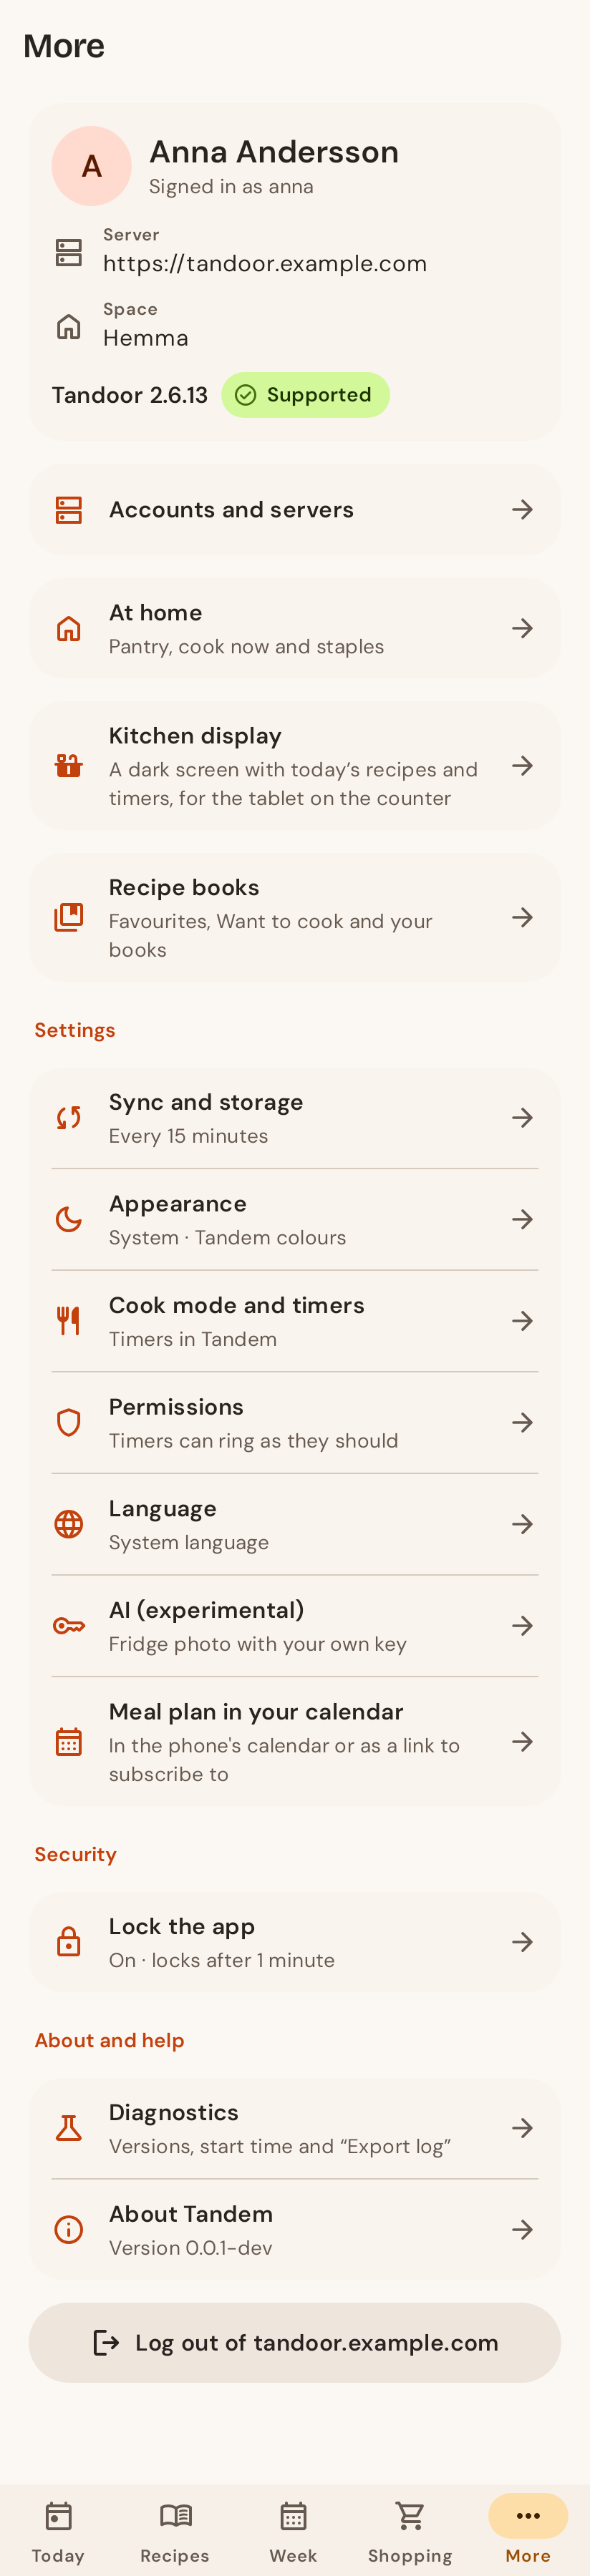 More
A
Anna Andersson
Signed in as anna
Server
https://tandoor.example.com
Space
Hemma
Tandoor 2.6.13
Supported
Accounts and servers
At home
Pantry, cook now and staples
Kitchen display
A dark screen with today’s recipes and
timers, for the tablet on the counter
Recipe books
Favourites, Want to cook and your
books
Settings
Sync and storage
Every 15 minutes
Appearance
System · Tandem colours
Cook mode and timers
Timers in Tandem
Permissions
Timers can ring as they should
Language
System language
AI (experimental)
Fridge photo with your own key
Meal plan in your calendar
In the phone's calendar or as a link to
subscribe to
Security
Lock the app
On · locks after 1 minute
About and help
Diagnostics
Versions, start time and “Export log”
About Tandem
Version 0.0.1-dev
Log out of tandoor.example.com
Today
Recipes
Week
Shopping
More